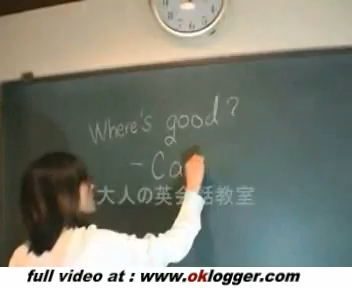 Where's good?
- Ca
大人の英会話教室
full video at : www.oklogger.com